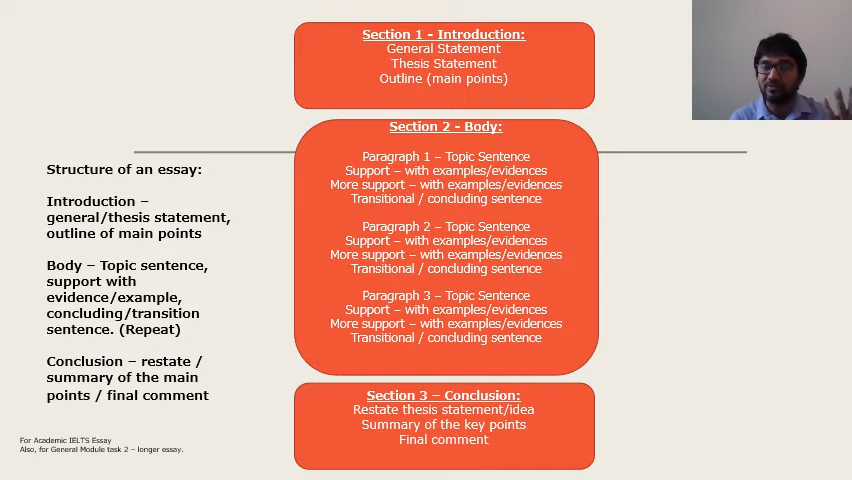 Section 1 - Introduction:
General Statement
Thesis Statement
Outline (main points)
Section 2 - Body:
Paragraph 1 – Topic Sentence
Support – with examples/evidences
More support – with examples/evidences
Transitional / concluding sentence
Paragraph 2 – Topic Sentence
Support – with examples/evidences
More support – with examples/evidences
Transitional / concluding sentence
Paragraph 3 – Topic Sentence
Support – with examples/evidences
More support – with examples/evidences
Transitional / concluding sentence
Section 3 – Conclusion:
Restate thesis statement/idea
Summary of the key points
Final comment
Structure of an essay:
Introduction –
general/thesis statement,
outline of main points
Body – Topic sentence,
support with
evidence/example,
concluding/transition
sentence. (Repeat)
Conclusion – restate /
summary of the main
points / final comment
For Academic IELTS Essay
Also, for General Module task 2 – longer essay.